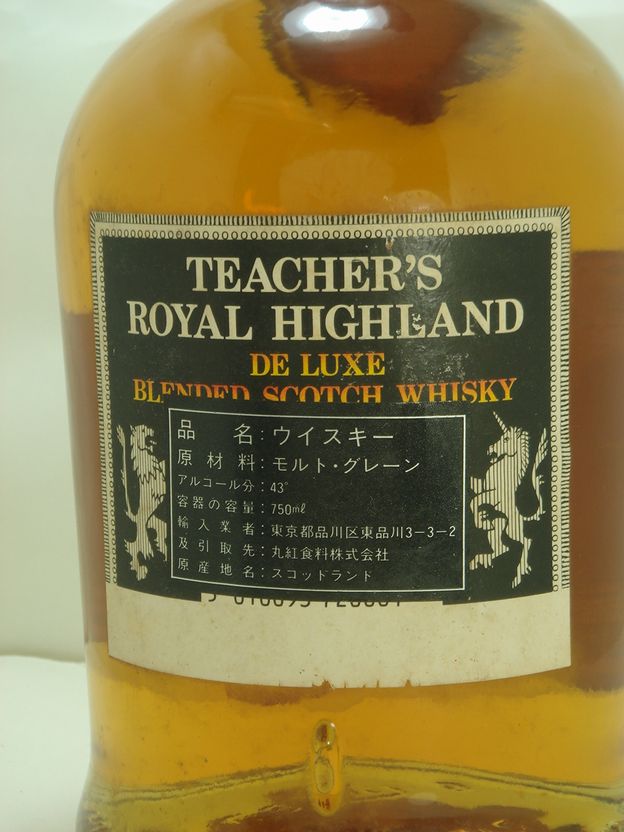 TEACHER'S
ROYAL HIGHLAND
DE LUXE
BLENDED SCOTCH WHISKY
品名：ウイスキー
原材料：モルト・グレーン
アルコール分：43°
容器の容量：750mℓ
輸入業者：東京都品川区東品川3-3-2
及引取先：丸紅食料株式会社
原産地名：スコッドランド